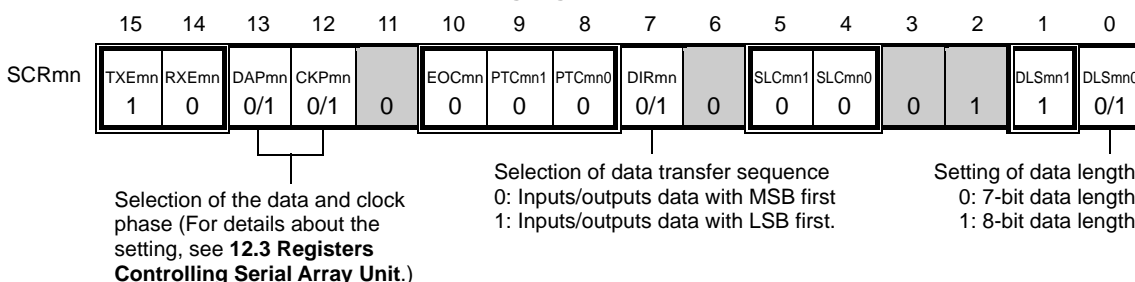 15 14 13 12 11 10 9 8 7 6 5 4 3 2 1 0
SCRmn TXEmn RXEmn DAPmn CKPmn EOCmn PTCmn1 PTCmn0 DIRmn SLCmn1 SLCmn0 DLSmn1 DLSmn0
1 0 0/1 0/1 0 0 0 0 0/1 0 0 0 0 1 1 0/1
Selection of the data and clock
phase (For details about the
setting, see 12.3 Registers
Controlling Serial Array Unit.)
Selection of data transfer sequence
0: Inputs/outputs data with MSB first
1: Inputs/outputs data with LSB first.
Setting of data length
0: 7-bit data length
1: 8-bit data length